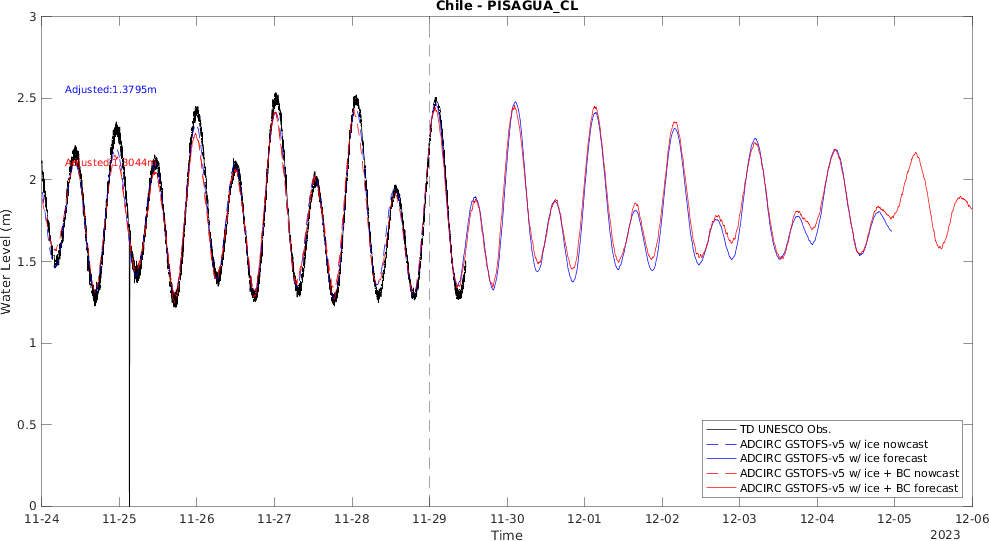 Chile - PISAGUA_CL
3
2.5
2
1.5
1
0.5
0
Water Level (m)
Adjusted:1.3795m
Adjusted:1.3044m
TD UNESCO Obs.
ADCIRC GSTOFS-v5 w/ ice nowcast
ADCIRC GSTOFS-v5 w/ ice forecast
ADCIRC GSTOFS-v5 w/ ice + BC nowcast
ADCIRC GSTOFS-v5 w/ ice + BC forecast
11-24 11-25 11-26 11-27 11-28 11-29 11-30 12-01 12-02 12-03 12-04 12-05 12-06
Time
2023